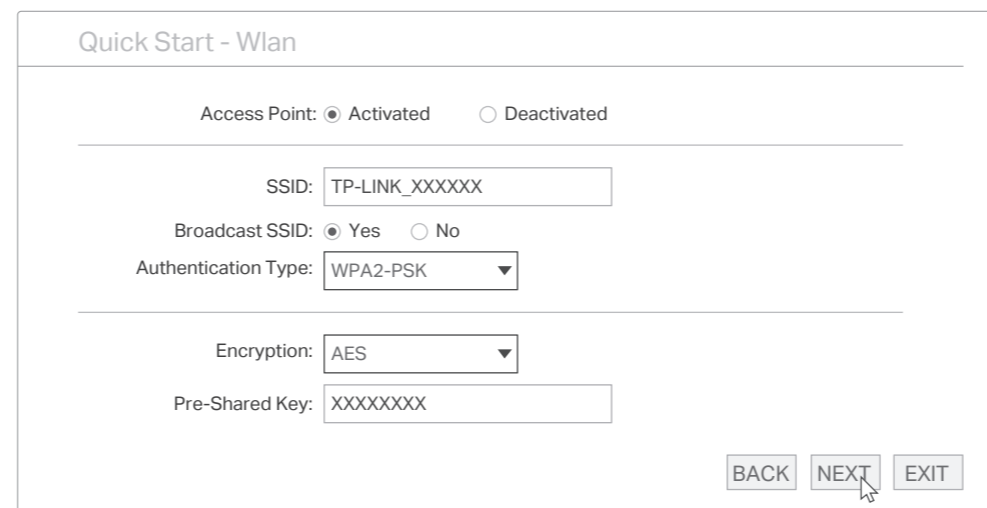 Quick Start - Wlan
Access Point: Activated Deactivated
SSID: TP-LINK_XXXXXX
Broadcast SSID: Yes No
Authentication Type: WPA2-PSK
Encryption: AES
Pre-Shared Key: XXXXXXXX
BACK NEXT EXIT